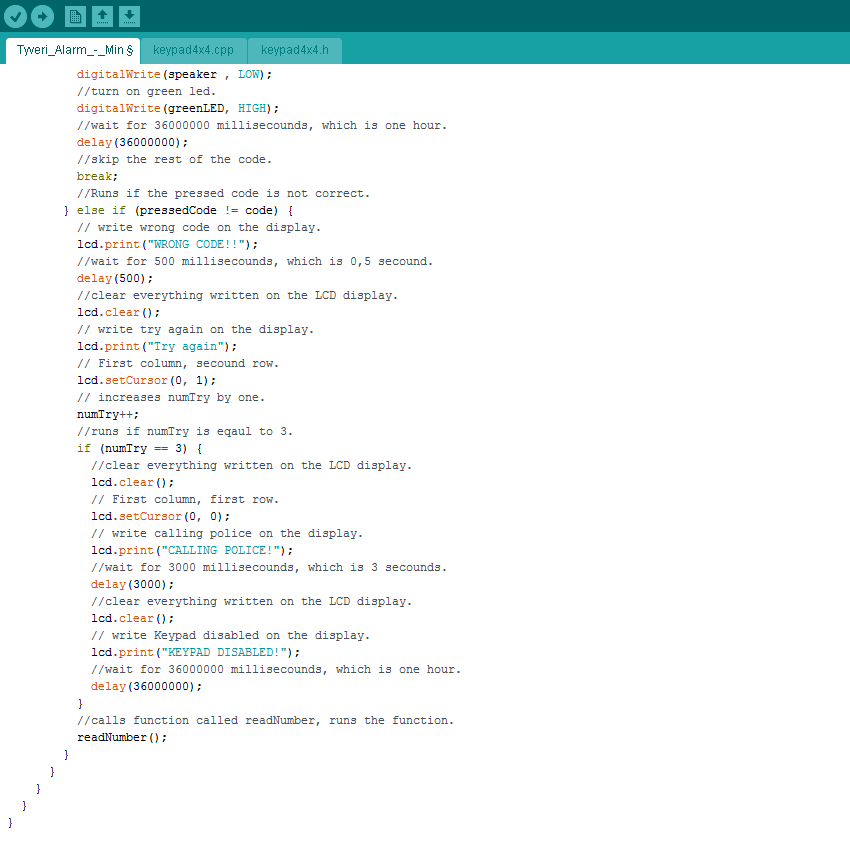 Tyveri_Alarm_-_Min § keypad4x4.cpp keypad4x4.h
digitalWrite(speaker , LOW);
//turn on green led.
digitalWrite(greenLED, HIGH);
//wait for 36000000 millisecounds, which is one hour.
delay(36000000);
//skip the rest of the code.
break;
//Runs if the pressed code is not correct.
} else if (pressedCode != code) {
// write wrong code on the display.
lcd.print("WRONG CODE!!");
//wait for 500 millisecounds, which is 0,5 second.
delay(500);
//clear everything written on the LCD display.
lcd.clear();
// write try again on the display.
lcd.print("Try again");
// First column, secound row.
lcd.setCursor(0, 1);
// increases numTry by one.
numTry++;
//runs if numTry is eqaul to 3.
if (numTry == 3) {
//clear everything written on the LCD display.
lcd.clear();
// First column, first row.
lcd.setCursor(0, 0);
// write calling police on the display.
lcd.print("CALLING POLICE!");
//wait for 3000 millisecounds, which is 3 seconds.
delay(3000);
//clear everything written on the LCD display.
lcd.clear();
// write Keypad disabled on the display.
lcd.print("KEYPAD DISABLED!");
//wait for 36000000 millisecounds, which is one hour.
delay(36000000);
}
//calls function called readNumber, runs the function.
readNumber();
}
}
}
}
}